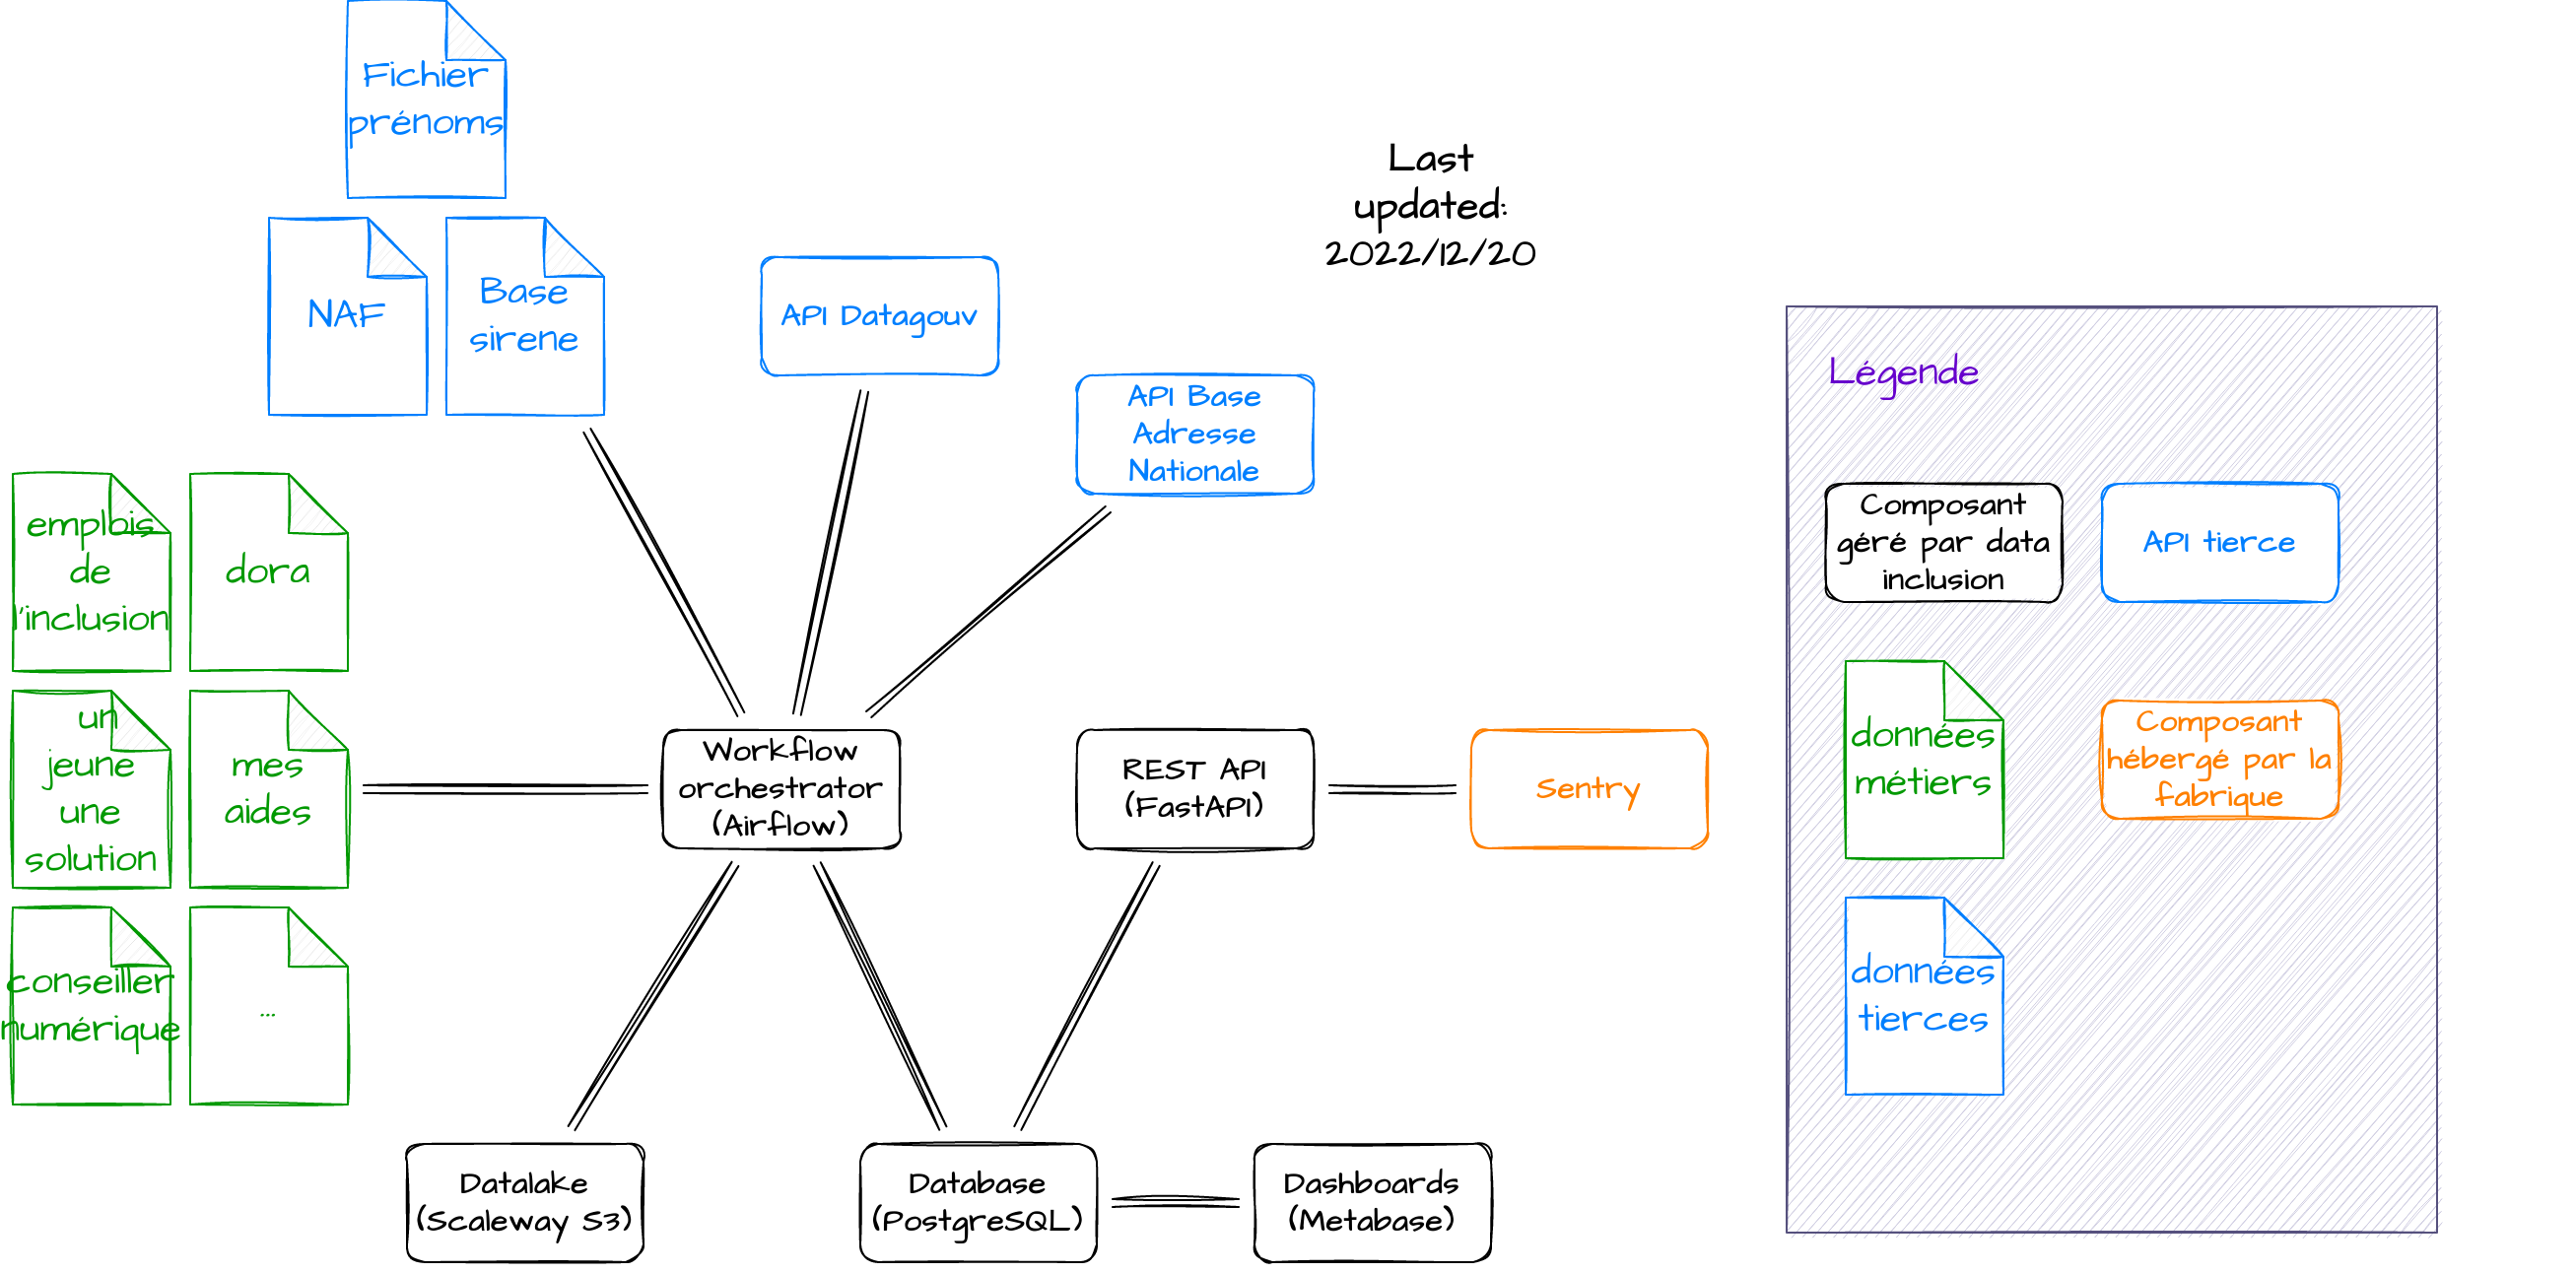 Fichier
prénoms
NAF
Base
sirene
API Datagouv
Last
updated:
2022/12/20
API Base
Adresse
Nationale
emplois
de
l'inclusion
dora
un
jeune
une
solution
mes
aides
conseiller
numérique
...
Workflow
orchestrator
(Airflow)
REST API
(FastAPI)
Sentry
Datalake
(Scaleway S3)
Database
(PostgreSQL)
Dashboards
(Metabase)
Légende
Composant
géré par data
inclusion
API tierce
données
métiers
Composant
hébergé par la
fabrique
données
tierces